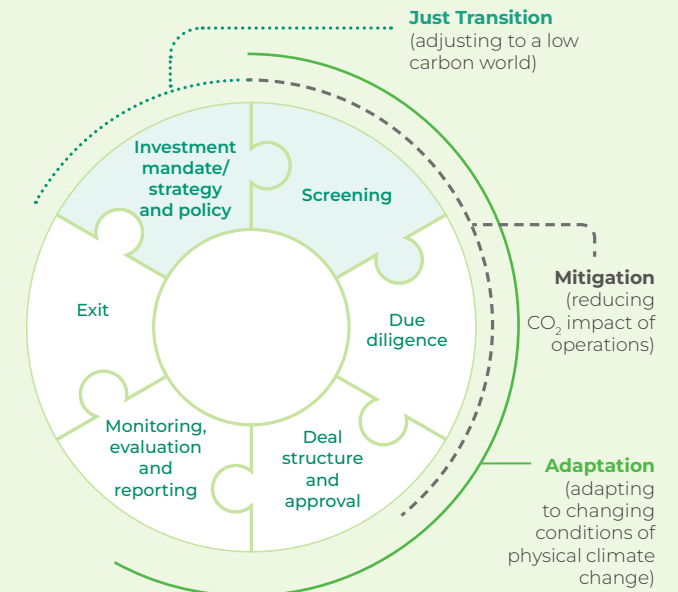 Just Transition
(adjusting to a low
carbon world)
Investment
mandate/
strategy
and policy
Screening
Mitigation
(reducing
CO₂ impact of
operations)
Exit
Due
diligence
Monitoring,
evaluation
and
reporting
Deal
structure
and
approval
Adaptation
(adapting
to changing
conditions of
physical climate
change)